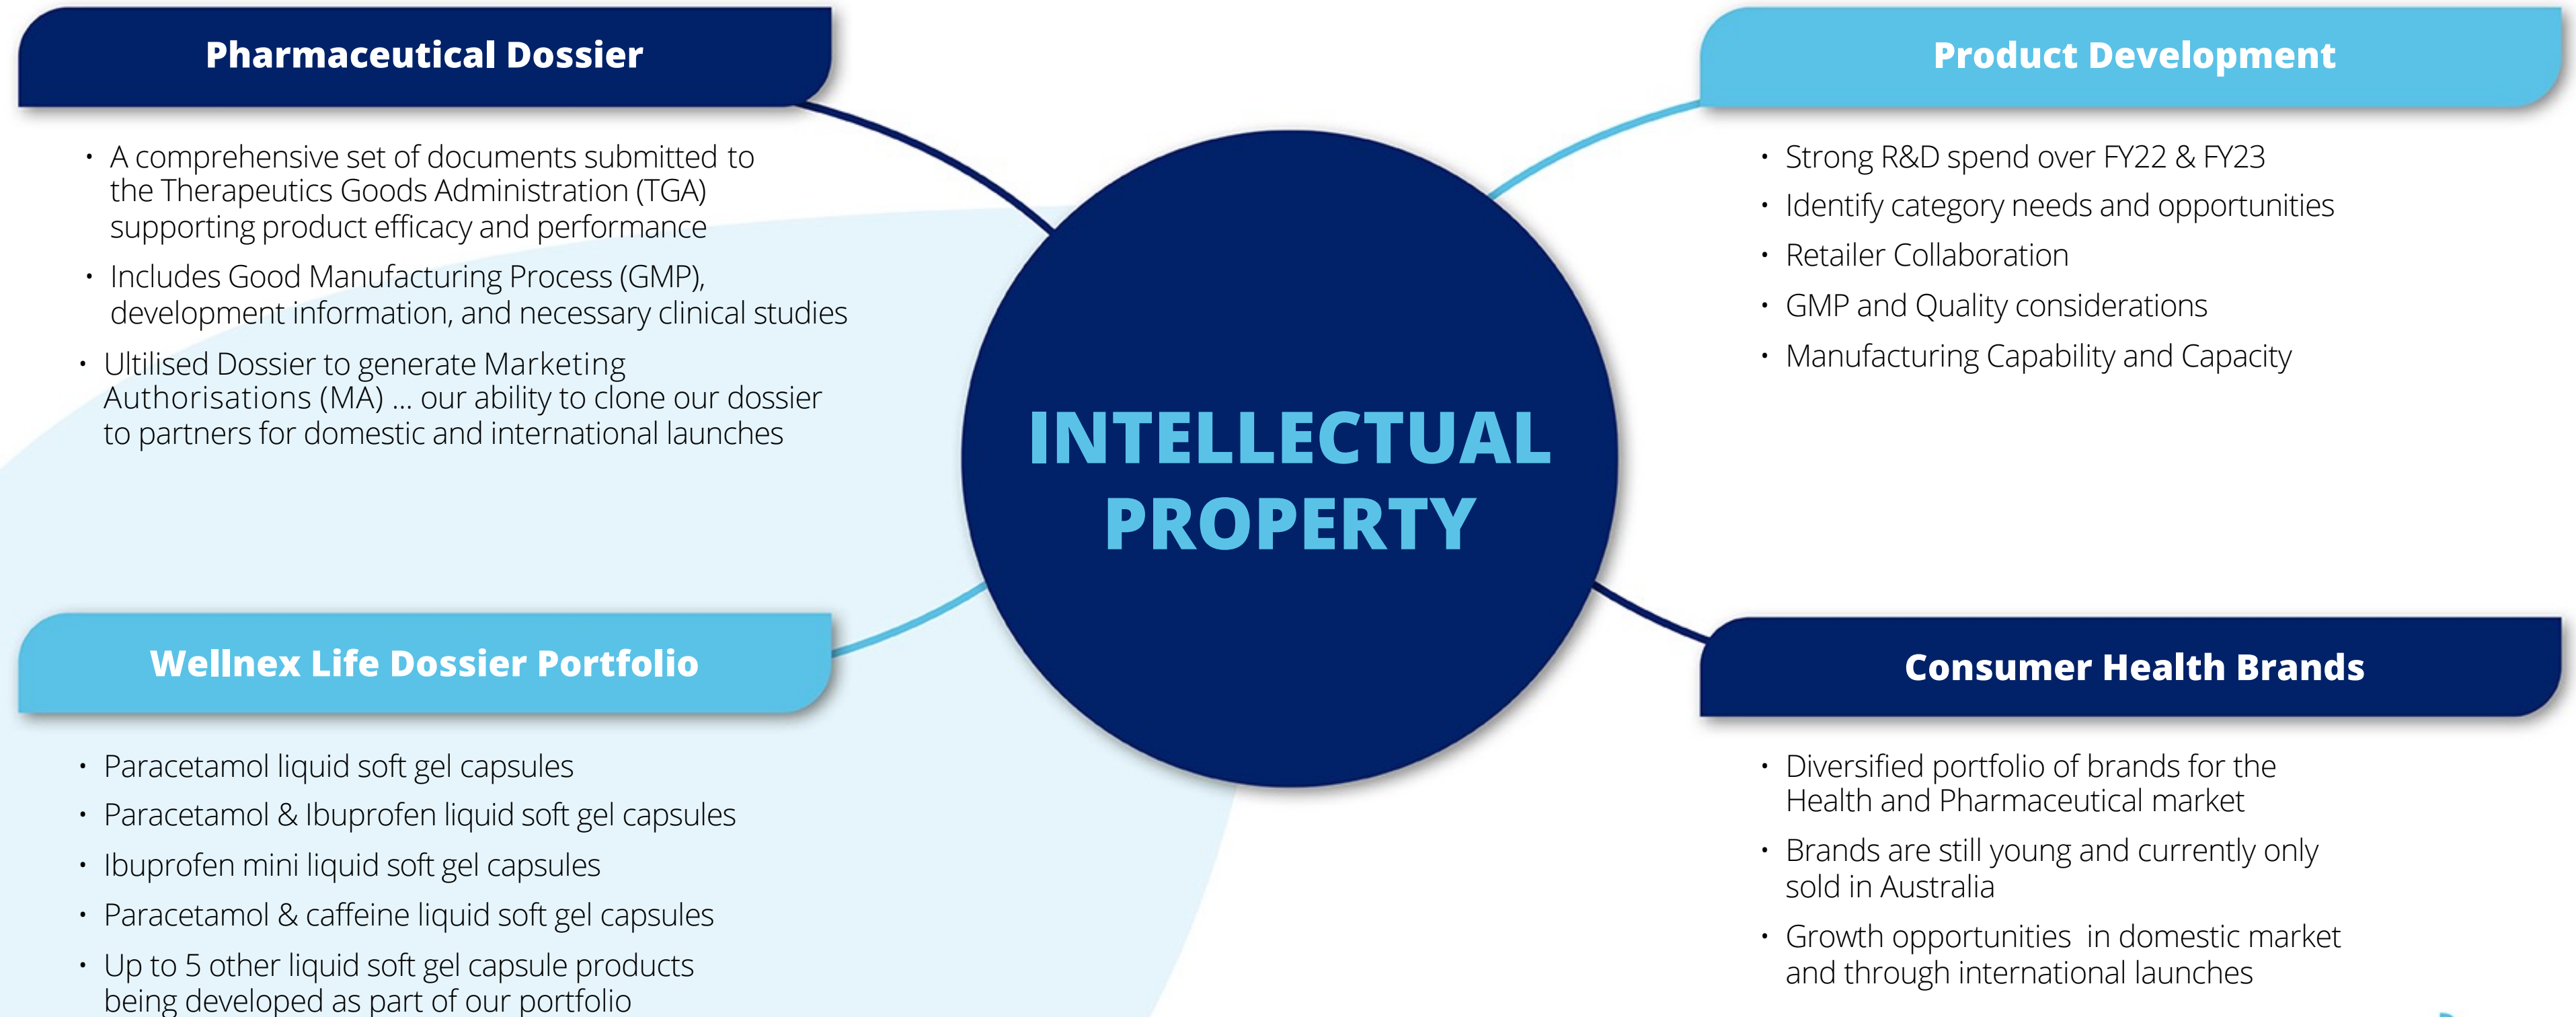 Pharmaceutical Dossier
• A comprehensive set of documents submitted to
the Therapeutics Goods Administration (TGA)
supporting product efficacy and performance
• Includes Good Manufacturing Process (GMP),
development information, and necessary clinical studies
• Ultilised Dossier to generate Marketing
Authorisations (MA) ... our ability to clone our dossier
to partners for domestic and international launches
Product Development
• Strong R&D spend over FY22 & FY23
• Identify category needs and opportunities
• Retailer Collaboration
• GMP and Quality considerations
• Manufacturing Capability and Capacity
INTELLECTUAL
PROPERTY
Wellnex Life Dossier Portfolio
• Paracetamol liquid soft gel capsules
• Paracetamol & Ibuprofen liquid soft gel capsules
• Ibuprofen mini liquid soft gel capsules
• Paracetamol & caffeine liquid soft gel capsules
• Up to 5 other liquid soft gel capsule products
being developed as part of our portfolio
Consumer Health Brands
• Diversified portfolio of brands for the
Health and Pharmaceutical market
• Brands are still young and currently only
sold in Australia
• Growth opportunities in domestic market
and through international launches